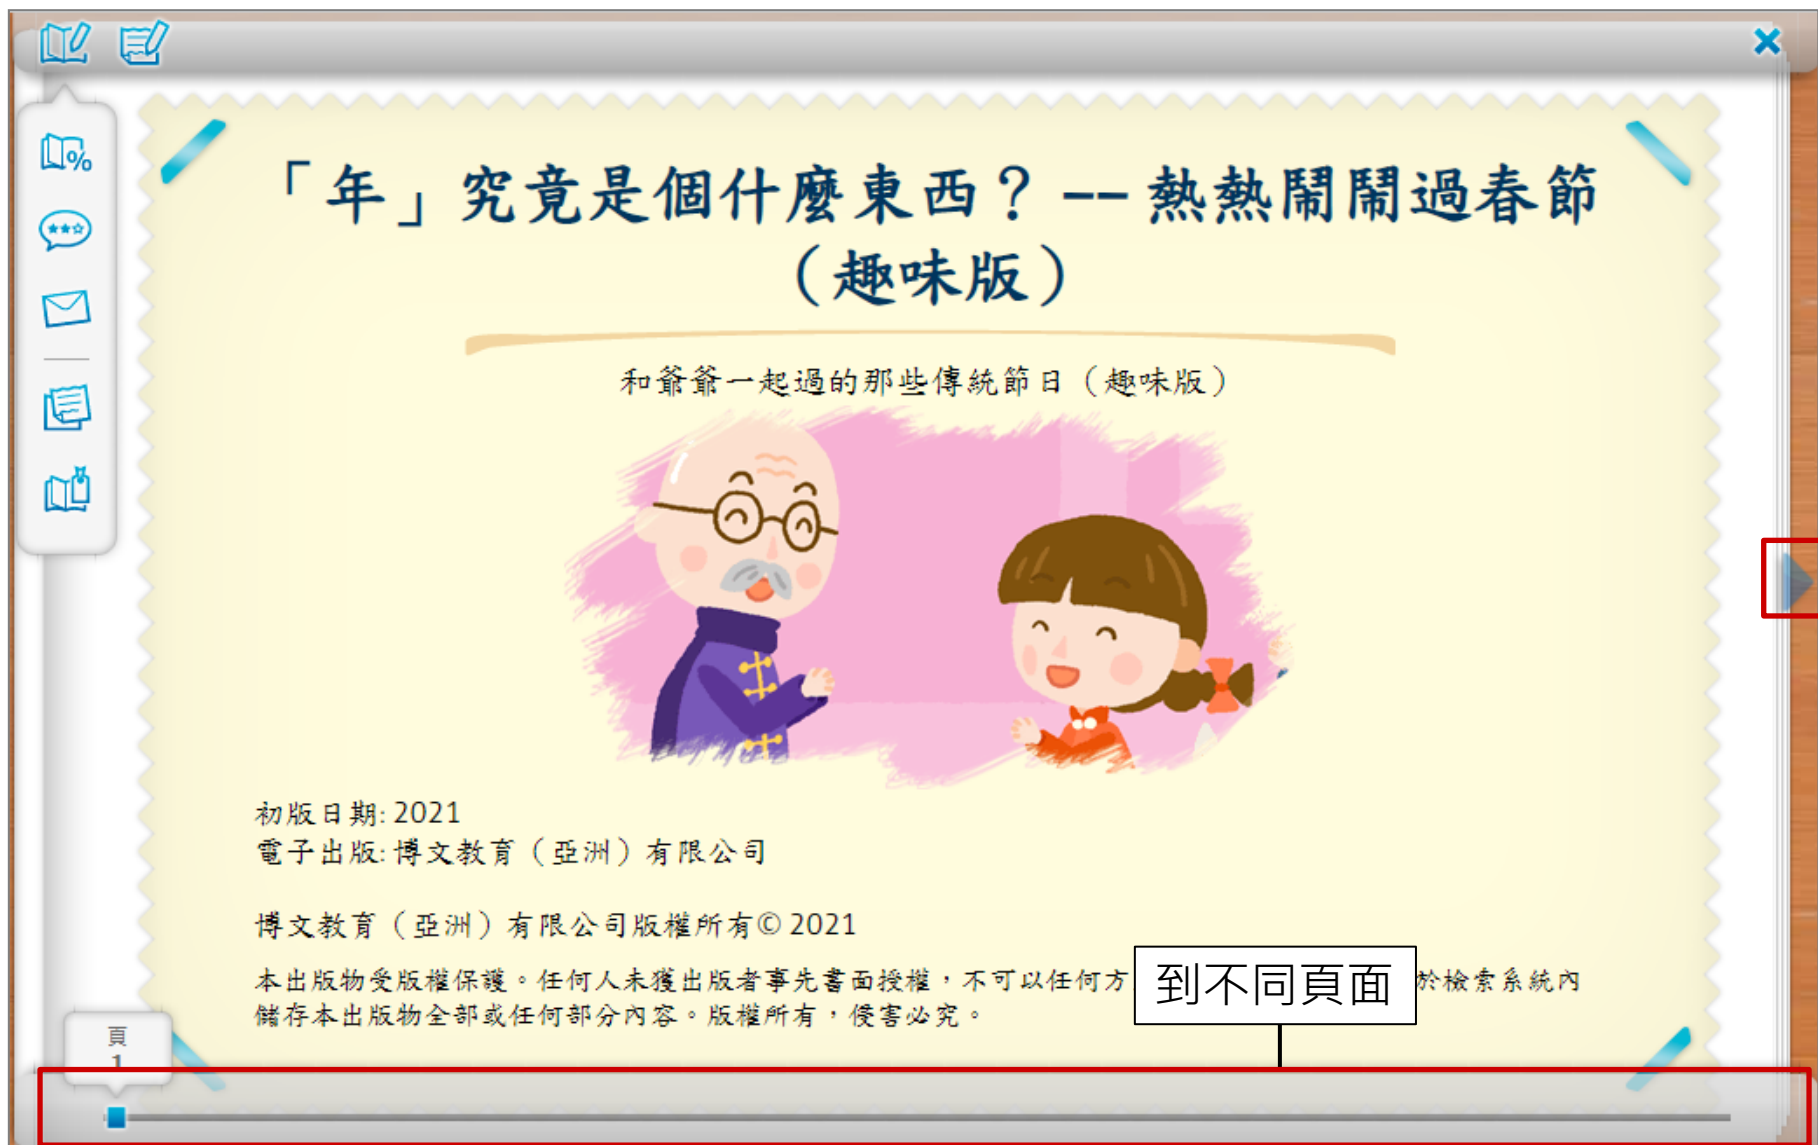 「年」究竟是個什麼東西？－－熱熱鬧鬧過春節
（趣味版）
和爺爺一起過的那些傳統節日（趣味版）
初版日期: 2021
電子出版: 博文教育（亞洲）有限公司
博文教育（亞洲）有限公司版權所有© 2021
本出版物受版權保護。任何人未獲出版者事先書面授權，不可以任何方
於檢索系統內
儲存本出版物全部或任何部分內容。版權所有，侵害必究。
到不同頁面
頁
1